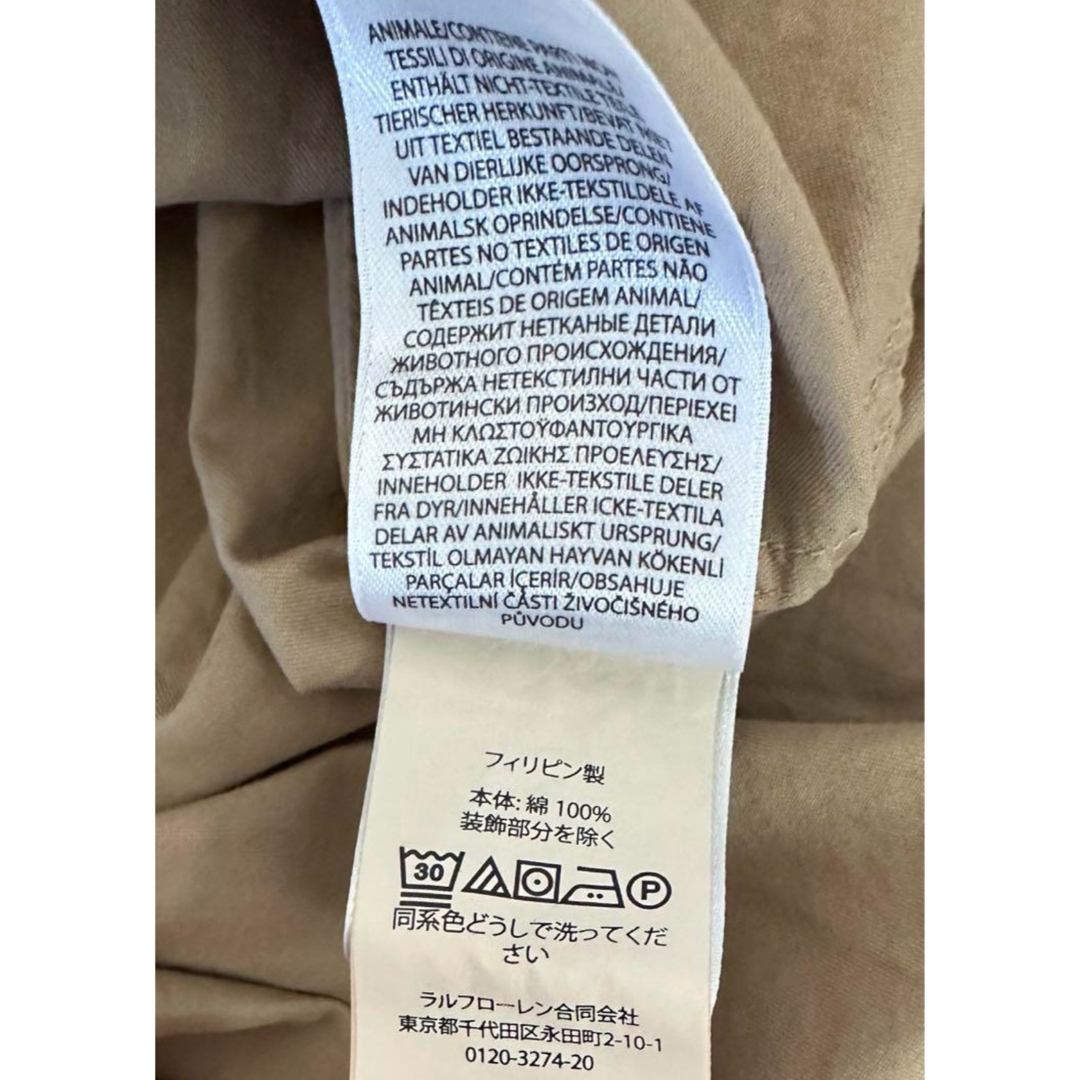 ANIMALE/CONTIENE PARTI NON
TESSILI DI ORIGINE ANIMALE/
ENTHÄLT NICHT-TEXTILE TEILE
TIERISCHER HERKUNFT/BEVAT NIET
UIT TEXTIEL BESTAANDE DELEN
VAN DIERLIJKE OORSPRONG/
INDEHOLDER IKKE-TEKSTILDELE AF
ANIMALSK OPRINDELSE/CONTIENE
PARTES NO TEXTILES DE ORIGEN
ANIMAL/CONTÉM PARTES NÃO
TÊXTEIS DE ORIGEM ANIMAL/
СОДЕРЖИТ НЕТКАНЫЕ ДЕТАЛИ
ЖИВОТНОГО ПРОИСХОЖДЕНИЯ/
СЪДЪРЖА НЕТЕКСТИЛНИ ЧАСТИ ОТ
ЖИВОТИНСКИ ПРОИЗХОД/ΠΕΡΙΕΧΕΙ
ΜΗ ΚΛΩΣΤΟΫΦΑΝΤΟΥΡΓΙΚΑ
ΣΥΣΤΑΤΙΚΑ ΖΩΙΚΗΣ ΠΡΟΕΛΕΥΣΗΣ/
INNEHOLDER IKKE-TEKSTILE DELER
FRA DYR/INNEHÅLLER ICKE-TEXTILA
DELAR AV ANIMALISKT URSPRUNG/
TEKSTİL OLMAYAN HAYVAN KÖKENLİ
PARÇALAR İÇERİR/OBSAHUJE
NETEXTILNÍ ČÁSTI ŽIVOČIŠNÉHO
PŮVODU
フィリピン製
本体: 綿 100%
装飾部分を除く
30 P
同系色どうしで洗ってくだ
さい
ラルフローレン合同会社
東京都千代田区永田町2-10-1
0120-3274-20